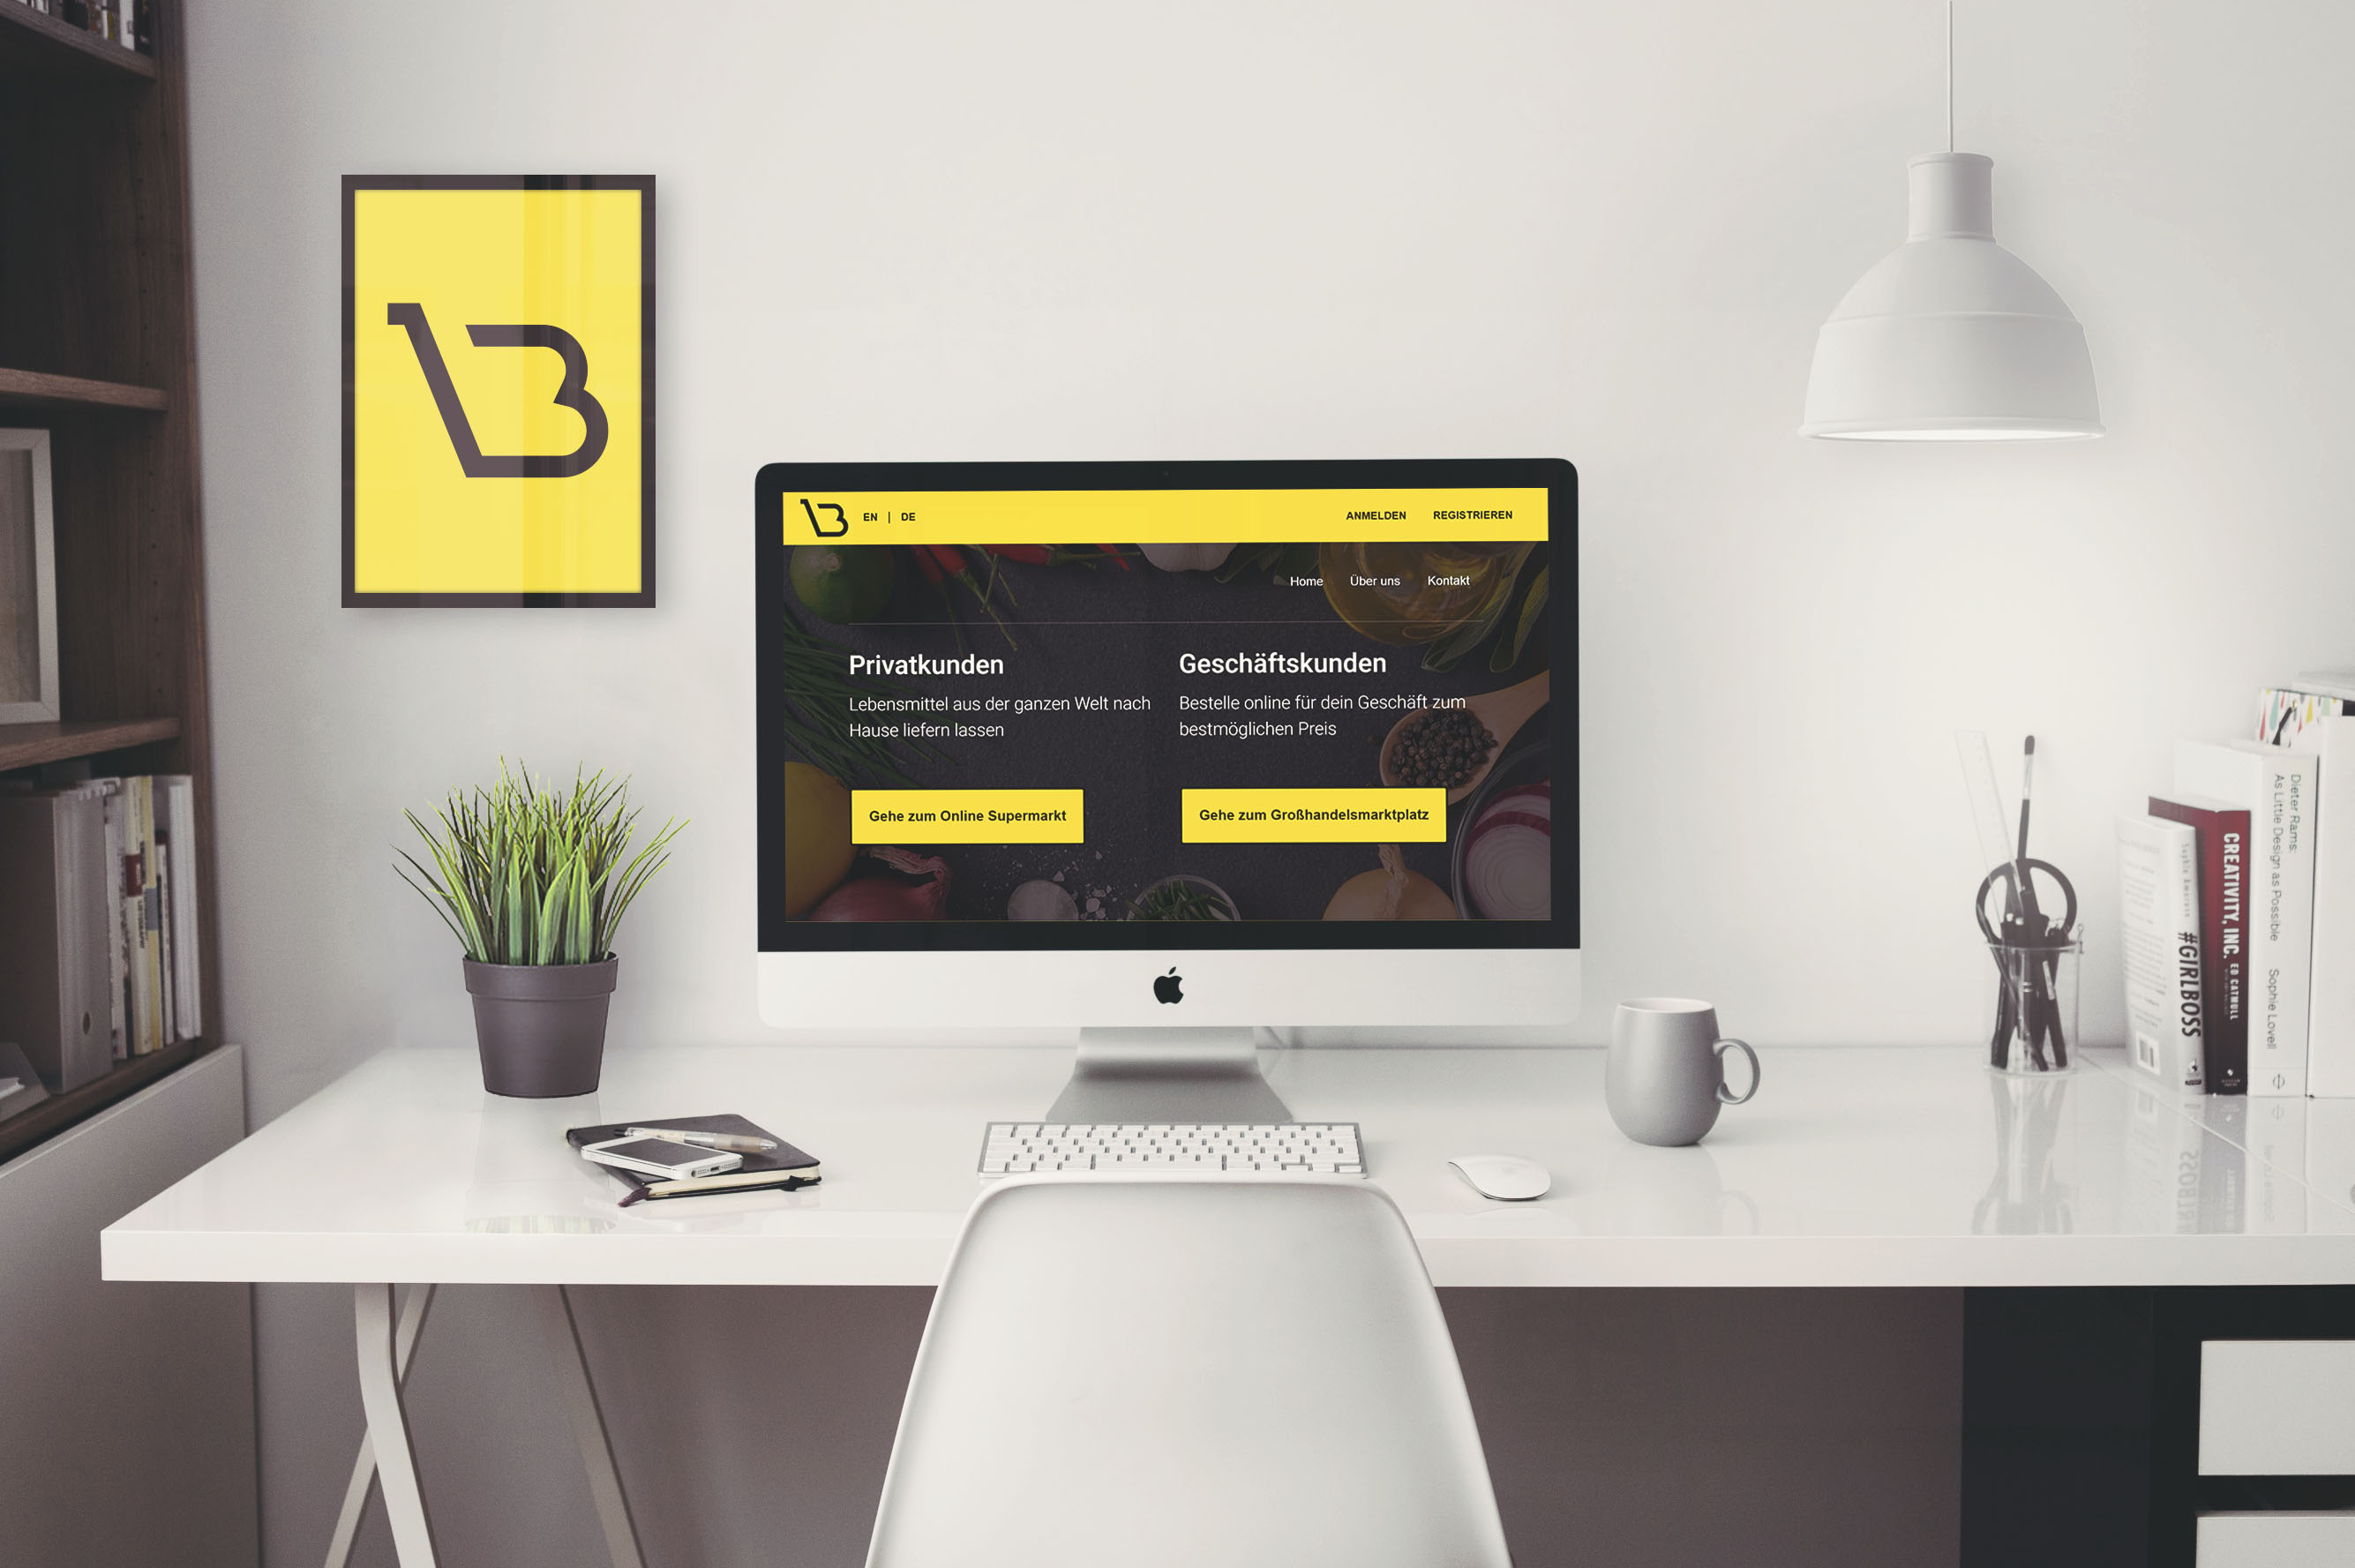 EN | DE
ANMELDEN REGISTRIEREN
Home Über uns Kontakt
Privatkunden
Lebensmittel aus der ganzen Welt nach
Hause liefern lassen
Gehe zum Online Supermarkt
Geschäftskunden
Bestelle online für dein Geschäft zum
bestmöglichen Preis
Gehe zum Großhandelsmarktplatz
#GIRLBOSS
CREATIVITY, INC. ED CATMULL
Dieter Rams:
As Little Design as Possible Sophie Lovell